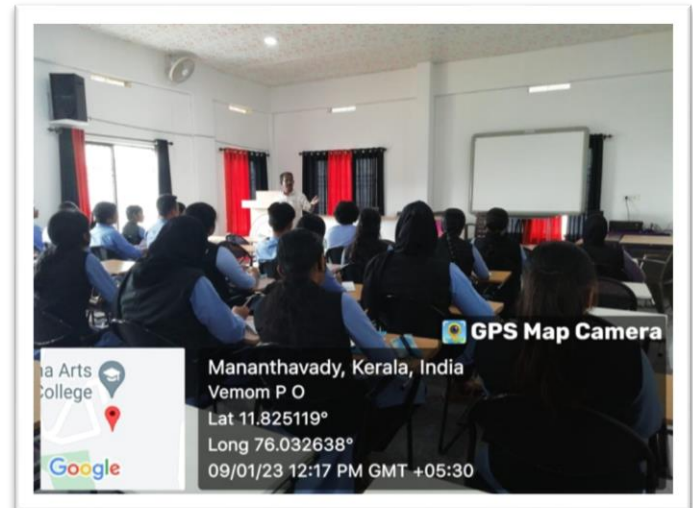 GPS Map Camera
na Arts
College
Google
Mananthavady, Kerala, India
Vemom P O
Lat 11.825119°
Long 76.032638°
09/01/23 12:17 PM GMT +05:30